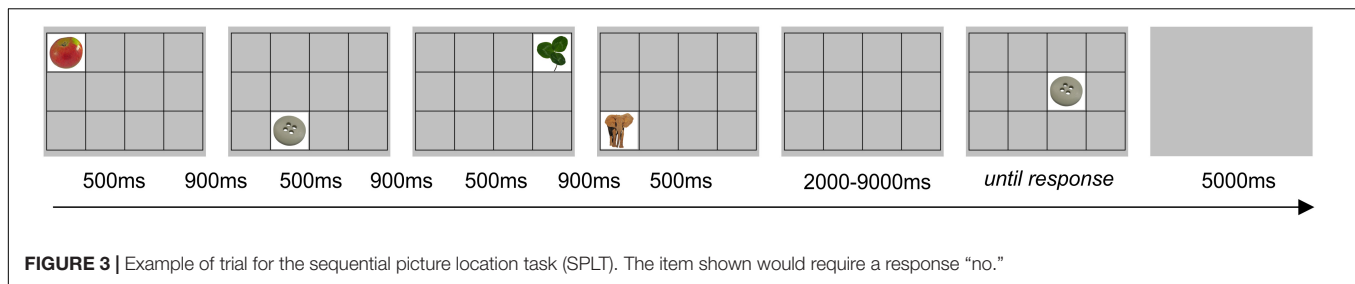 500ms 900ms 500ms 900ms 500ms 900ms 500ms 2000-9000ms until response 5000ms
FIGURE 3 | Example of trial for the sequential picture location task (SPLT). The item shown would require a response “no.”